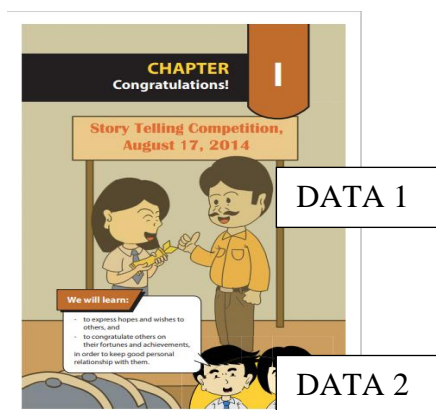 CHAPTER
Congratulations!
I
Story Telling Competition,
August 17, 2014
DATA 1
We will learn:
- to express hopes and wishes to
others, and
- to congratulate others on
their fortunes and achievements,
in order to keep good personal
relationship with them.
DATA 2